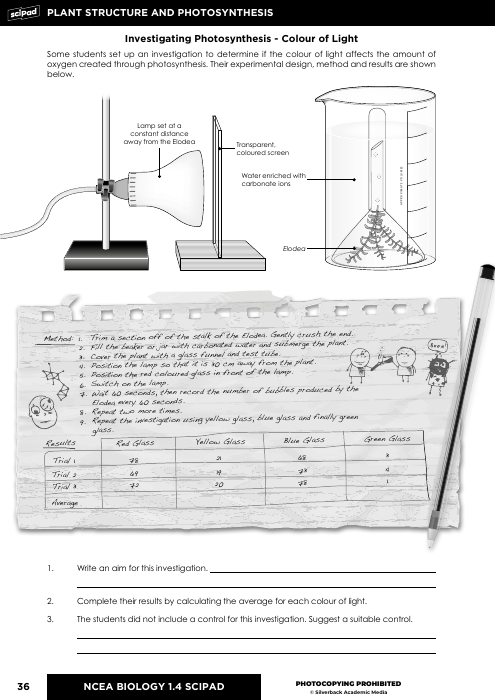 scipad PLANT STRUCTURE AND PHOTOSYNTHESIS
Investigating Photosynthesis - Colour of Light
Some students set up an investigation to determine if the colour of light affects the amount of
oxygen created through photosynthesis. Their experimental design, method and results are shown
below.
Lamp set at a
constant distance
away from the Elodea
Transparent,
coloured screen
Water enriched with
carbonate ions
Elodea
Method: 1. Trim a section off of the stalk of the Elodea. Gently crush the end.
2. Fill the beaker or jar with carbonated water and submerge the plant.
3. Cover the plant with a glass funnel and test tube.
4. Position the lamp so that it is 30 cm away from the plant.
5. Position the red coloured glass in front of the lamp.
6. Switch on the lamp.
7. Wait 60 seconds, then record the number of bubbles produced by the
Elodea every 60 seconds.
8. Repeat two more times.
9. Repeat the investigation using yellow glass, blue glass and finally green
glass.
Results Red Glass Yellow Glass Blue Glass Green Glass
Trial 1 78 21 68 3
Trial 2 69 19 78 4
Trial 3 72 20 78 1
Average
1. Write an aim for this investigation.
2. Complete their results by calculating the average for each colour of light.
3. The students did not include a control for this investigation. Suggest a suitable control.
36 NCEA BIOLOGY 1.4 SCIPAD PHOTOCOPYING PROHIBITED
© Silverback Academic Media